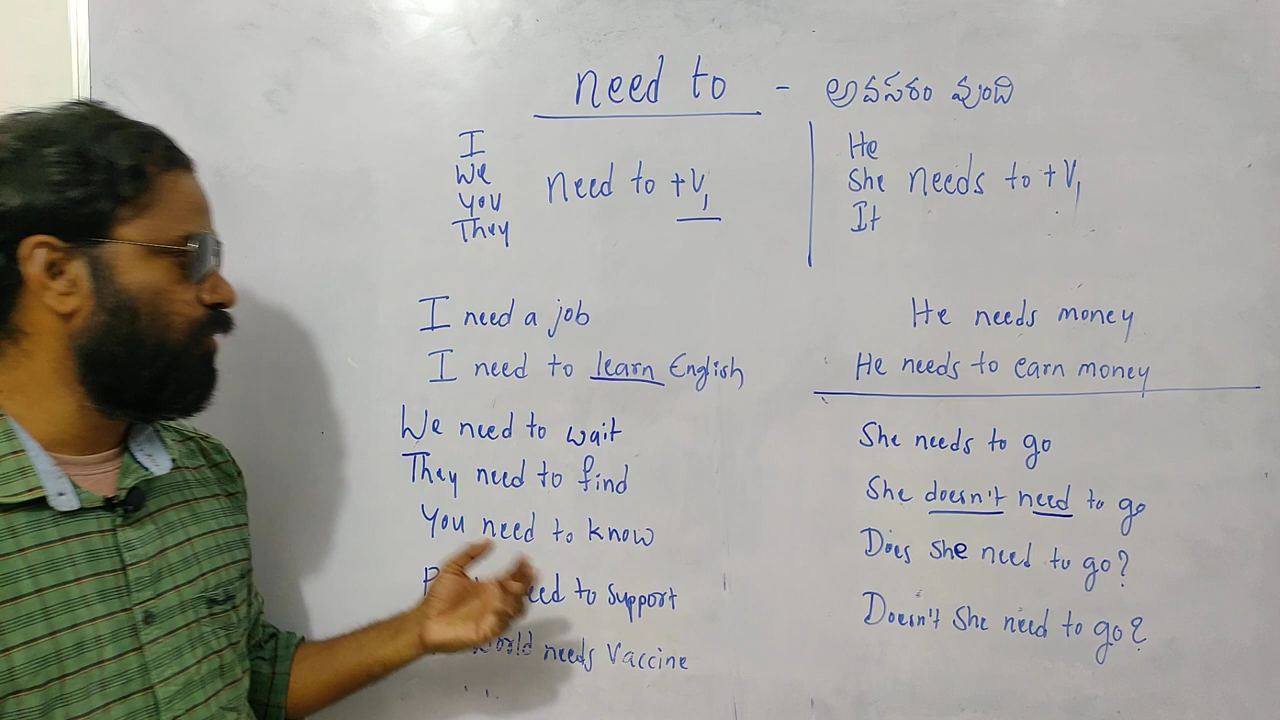 need to - అవసరం వుంది
I
We
you
They
need to + V1
He
She
It
needs to + V1
I need a job
I need to learn English
We need to wait
They need to find
You need to know
need to support
world needs Vaccine
He needs money
He needs to earn money
She needs to go
She doesn't need to go
Does she need to go?
Doesn't She need to go?